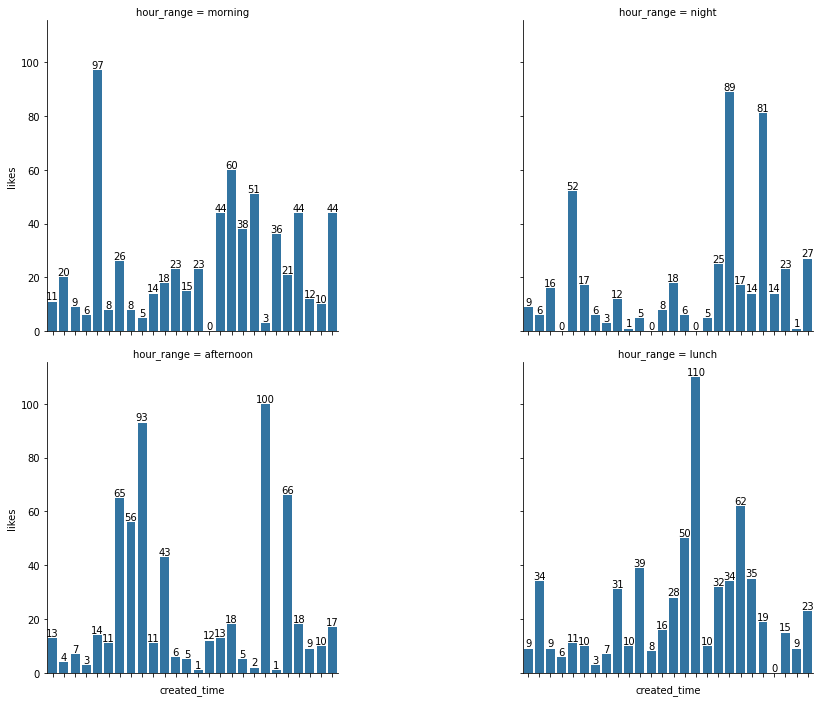 hour_range = morning
likes
100
80
60
40
20
0
11 20 9 6 97 8 26 8 5 14 18 23 15 23 0 44 60 38 51 3 36 21 44 12 10 44
hour_range = night
9 6 16 0 52 17 6 3 12 1 5 0 8 18 6 0 5 25 89 17 14 81 14 23 1 27
hour_range = afternoon
likes
100
80
60
40
20
0
13 4 7 3 14 11 65 56 93 11 43 6 5 1 12 13 18 5 2 100 1 66 18 9 10 17
created_time
hour_range = lunch
9 34 9 6 11 10 3 7 31 10 39 8 16 28 50 110 10 32 34 62 35 19 0 15 9 23
created_time